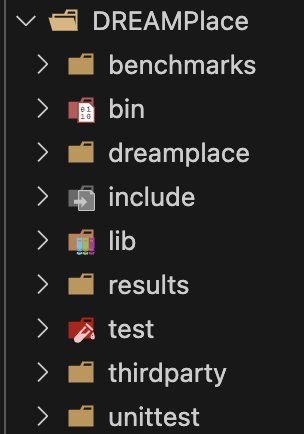 DREAMPlace
benchmarks
bin
dreamplace
include
lib
results
test
thirdparty
unittest